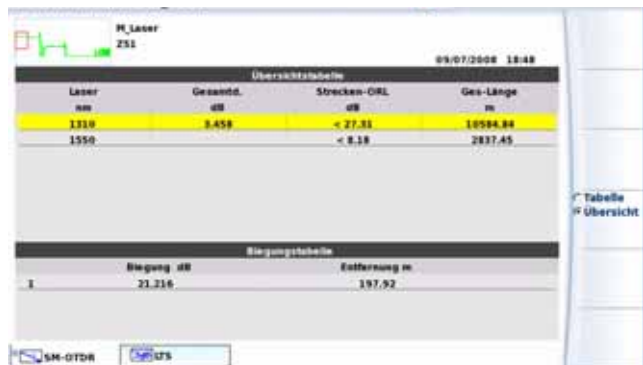 M_Laser
ZS1
09/07/2008 18:48
Übersichtstabelle
Laser Gesamtd. Strecken-ORL Ges-Länge
nm dB dB m
1310 3.458 < 27.31 10584.84
1550 < 8.18 2837.45
Tabelle
Übersicht
Biegungstabelle
Biegung dB Entfernung m
1 21.216 197.92
SM-OTDR LTS